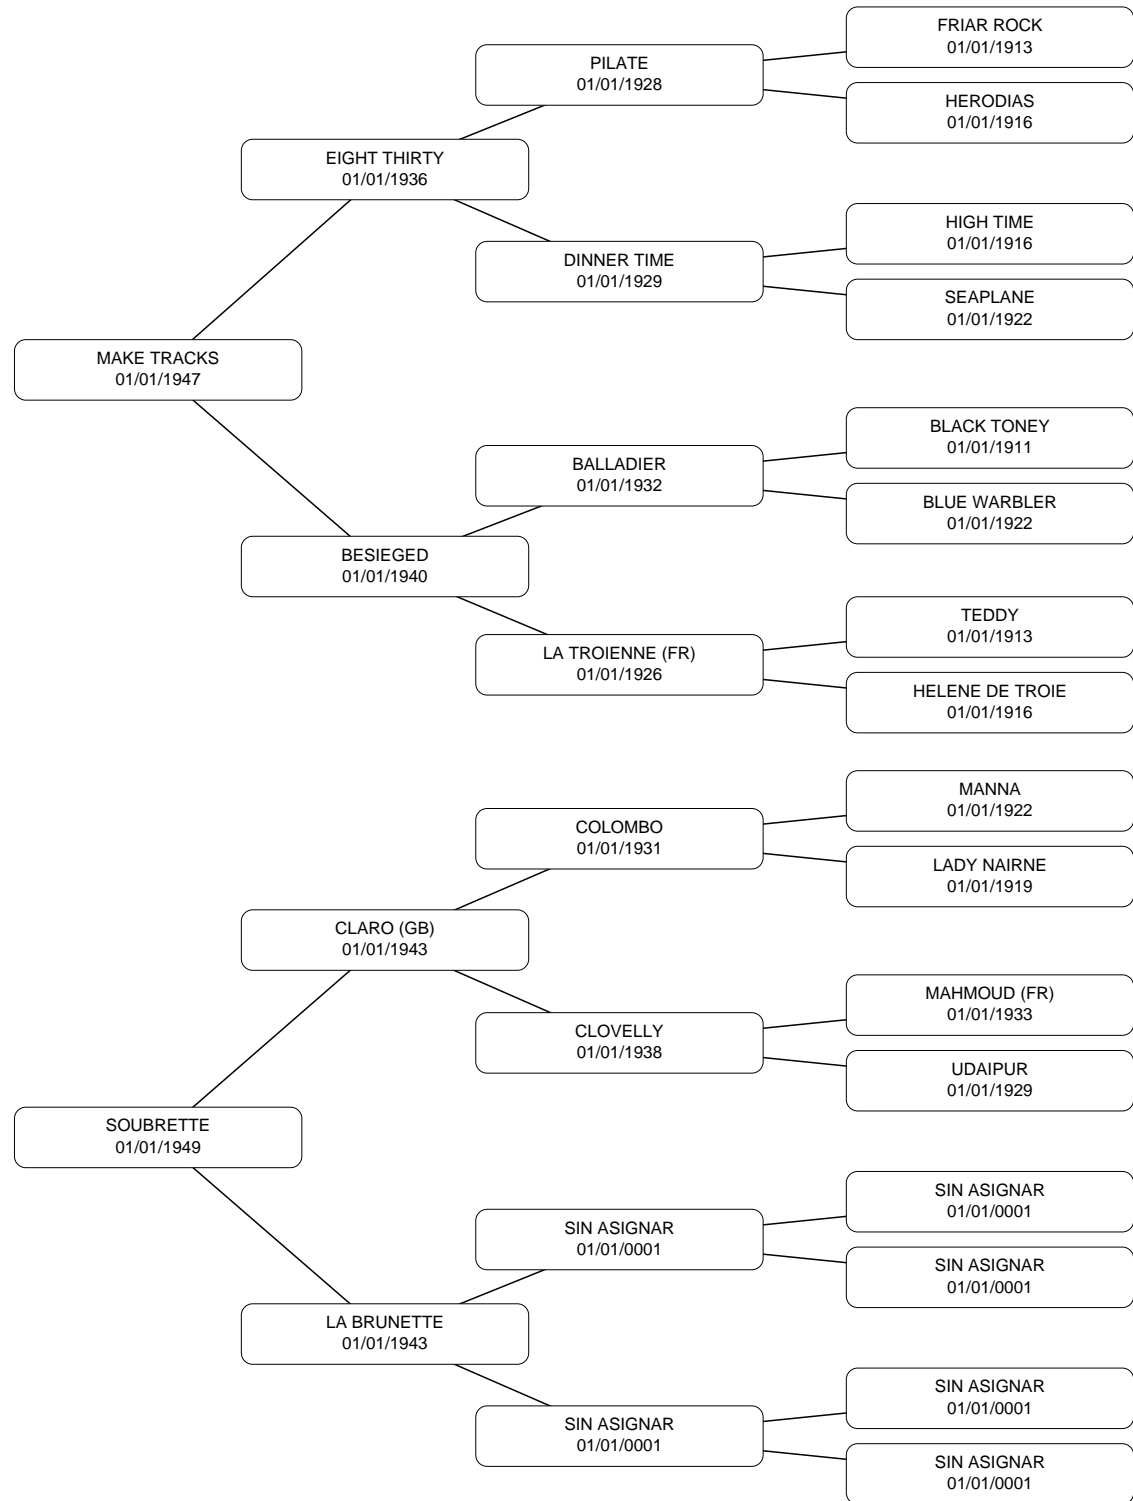 FRIAR ROCK
01/01/1913
PILATE
01/01/1928
HERODIAS
01/01/1916
EIGHT THIRTY
01/01/1936
HIGH TIME
01/01/1916
DINNER TIME
01/01/1929
SEAPLANE
01/01/1922
MAKE TRACKS
01/01/1947
BLACK TONEY
01/01/1911
BALLADIER
01/01/1932
BLUE WARBLER
01/01/1922
BESIEGED
01/01/1940
TEDDY
01/01/1913
LA TROIENNE (FR)
01/01/1926
HELENE DE TROIE
01/01/1916
MANNA
01/01/1922
COLOMBO
01/01/1931
LADY NAIRNE
01/01/1919
CLARO (GB)
01/01/1943
MAHMOUD (FR)
01/01/1933
CLOVELLY
01/01/1938
UDAIPUR
01/01/1929
SOUBRETTE
01/01/1949
SIN ASIGNAR
01/01/0001
SIN ASIGNAR
01/01/0001
SIN ASIGNAR
01/01/0001
LA BRUNETTE
01/01/1943
SIN ASIGNAR
01/01/0001
SIN ASIGNAR
01/01/0001
SIN ASIGNAR
01/01/0001